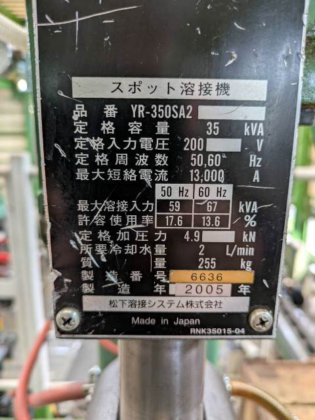 スポット溶接機
品番 YR-350SA2
定格容量 35 kVA
定格入力電圧 200 V
定格周波数 50,60 Hz
最大短絡電流 13,000 A
50 Hz 60 Hz
最大溶接入力 59 67 kVA
許容使用率 17.6 13.6 %
定格加圧力 4.9 kN
所要冷却水量 2 L/min
質量 255 kg
製造番号 6636
製造年 2005年
松下溶接システム株式会社
Made in Japan
RNK35015-04